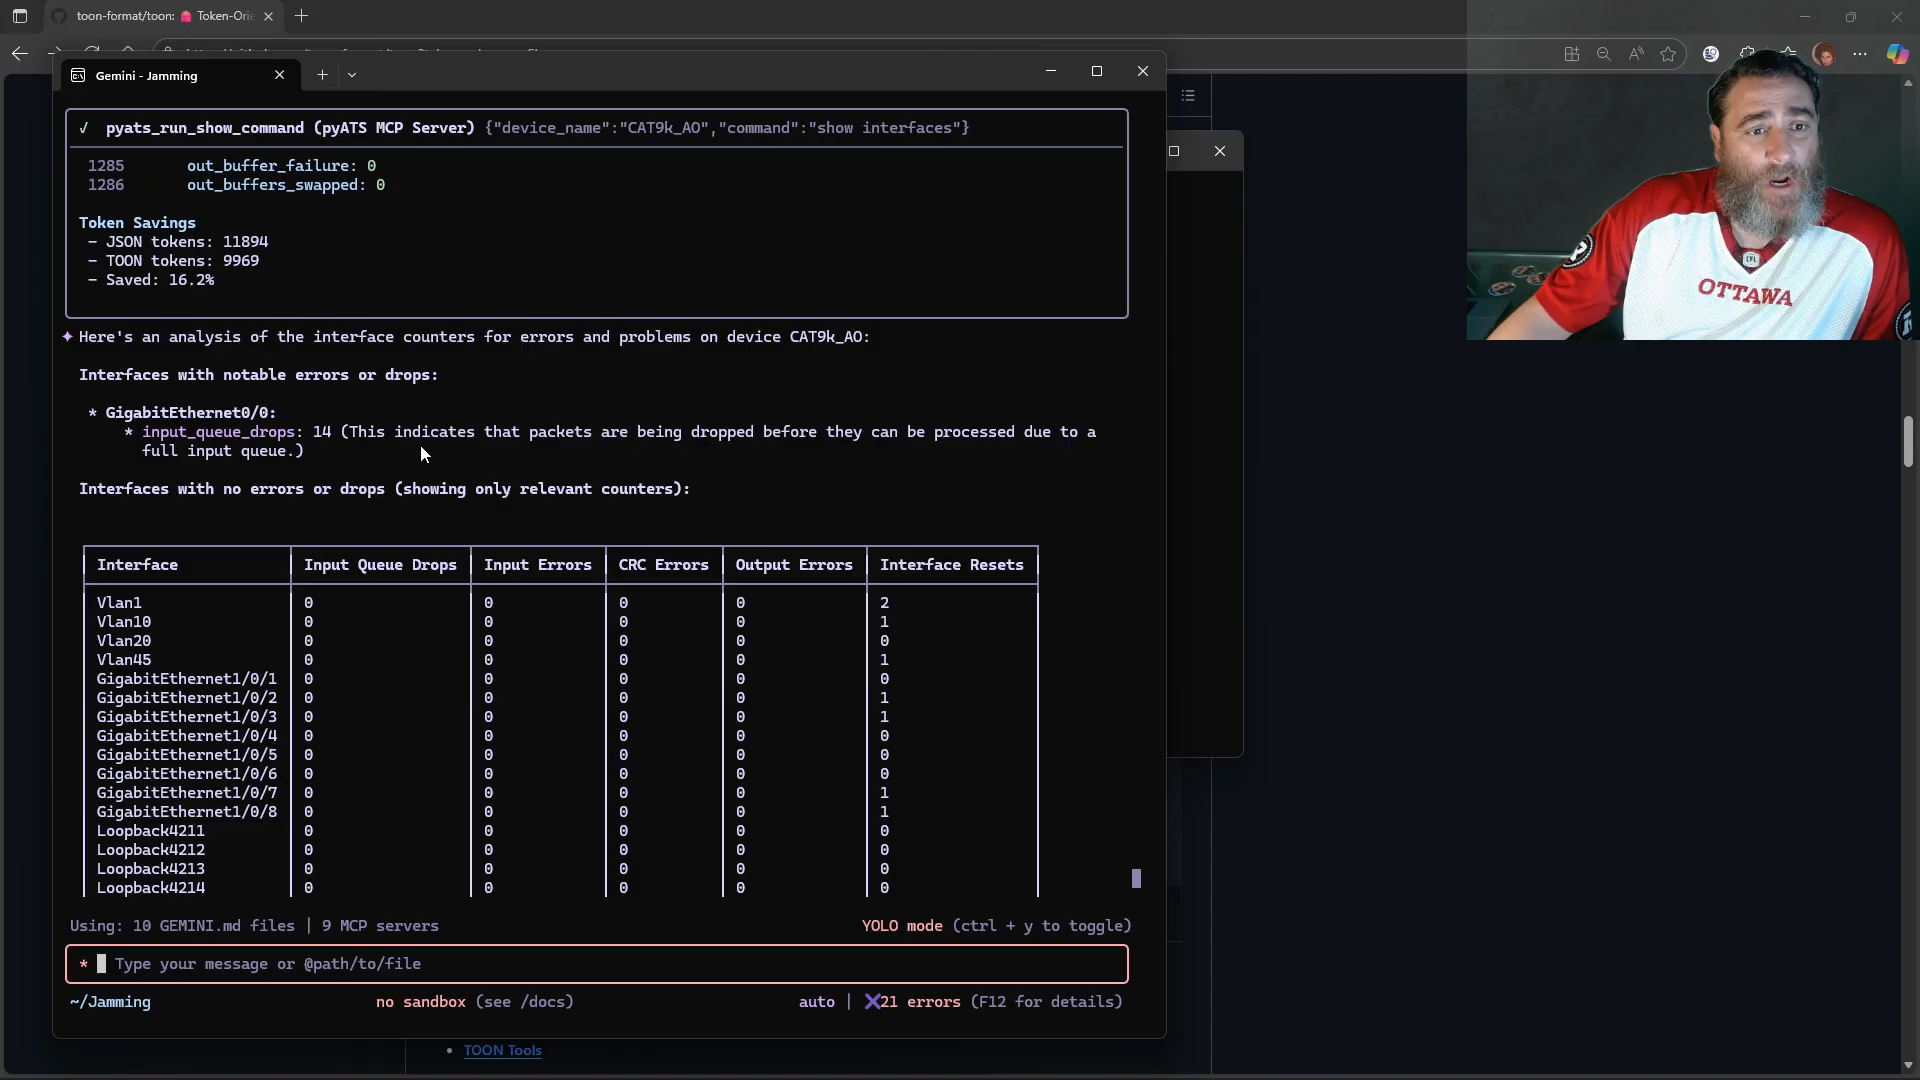 toon-format/toon: Token-Orie
Gemini - Jamming
✓ pyats_run_show_command (pyATS MCP Server) {"device_name":"CAT9k_AO","command":"show interfaces"}
1285 out_buffer_failure: 0
1286 out_buffers_swapped: 0
Token Savings
- JSON tokens: 11894
- TOON tokens: 9969
- Saved: 16.2%
✦ Here's an analysis of the interface counters for errors and problems on device CAT9k_AO:
Interfaces with notable errors or drops:
* GigabitEthernet0/0:
* input_queue_drops: 14 (This indicates that packets are being dropped before they can be processed due to a
full input queue.)
Interfaces with no errors or drops (showing only relevant counters):
Interface Input Queue Drops Input Errors CRC Errors Output Errors Interface Resets
Vlan1 0 0 0 0 2
Vlan10 0 0 0 0 1
Vlan20 0 0 0 0 0
Vlan45 0 0 0 0 1
GigabitEthernet1/0/1 0 0 0 0 0
GigabitEthernet1/0/2 0 0 0 0 1
GigabitEthernet1/0/3 0 0 0 0 1
GigabitEthernet1/0/4 0 0 0 0 0
GigabitEthernet1/0/5 0 0 0 0 0
GigabitEthernet1/0/6 0 0 0 0 0
GigabitEthernet1/0/7 0 0 0 0 1
GigabitEthernet1/0/8 0 0 0 0 1
Loopback4211 0 0 0 0 0
Loopback4212 0 0 0 0 0
Loopback4213 0 0 0 0 0
Loopback4214 0 0 0 0 0
Using: 10 GEMINI.md files | 9 MCP servers YOLO mode (ctrl + y to toggle)
* Type your message or @path/to/file
~/Jamming no sandbox (see /docs) auto | ✖21 errors (F12 for details)
• TOON Tools
CFL
OTTAWA
R